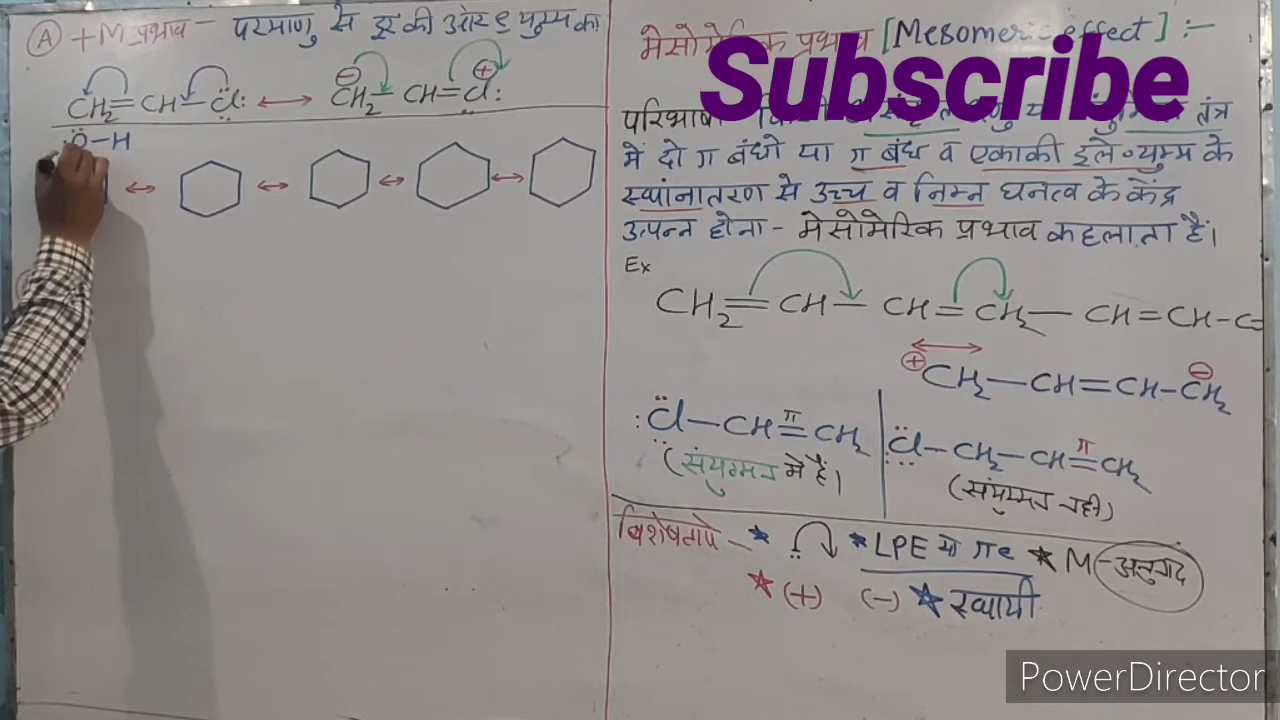 (A) +M प्रभाव - परमाणु से दूर की ओर e युग्म का
CH2=CH-Cl: ↔ CH2-CH=Cl:
:Ö-H
मेसोमेरिक प्रभाव [Mesomeric effect] :-
Subscribe
परिभाषा
में दो π बंधो या π बंध व एकाकी इले० युग्म के
स्थांनातरण से उच्च व निम्न घनत्व के केंद्र
उत्पन्न होना - मेसोमेरिक प्रभाव कहलाता है।
Ex
CH2=CH-CH=CH2- CH=CH-C
⊕CH2-CH=CH-CH2⊖
:Cl-CH=CH2 π
(संयुग्मन में है)
Cl-CH2-CH=CH2 π
(संयुग्मन नही)
विशेषताये - * *LPE या πe * M-अनुनाद
*(+) (-) * स्थायी
PowerDirector